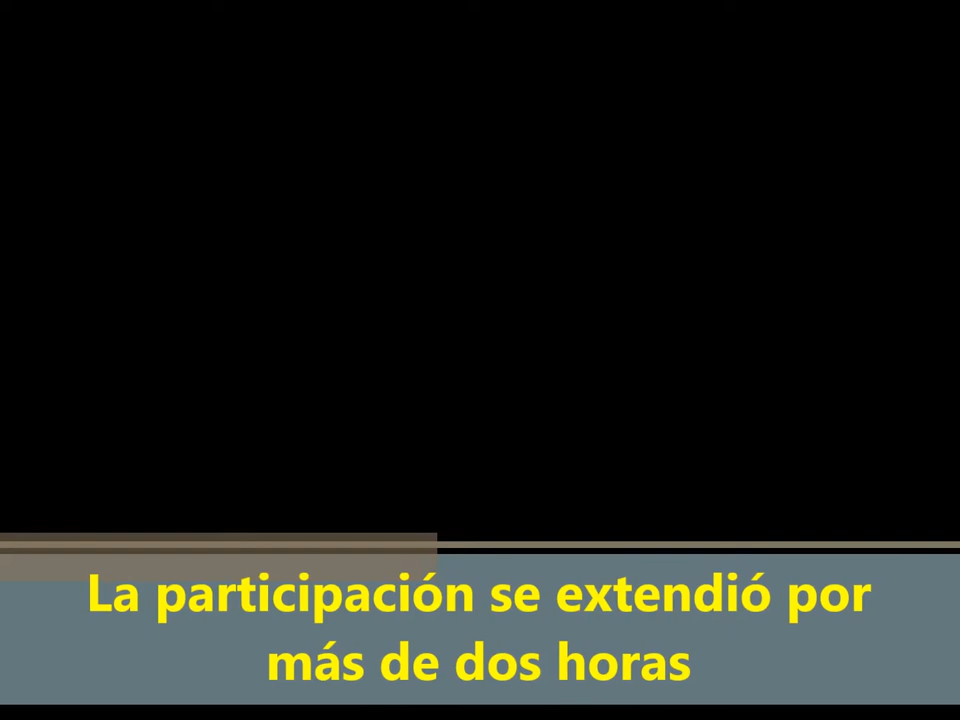 La participación se extendió por
más de dos horas